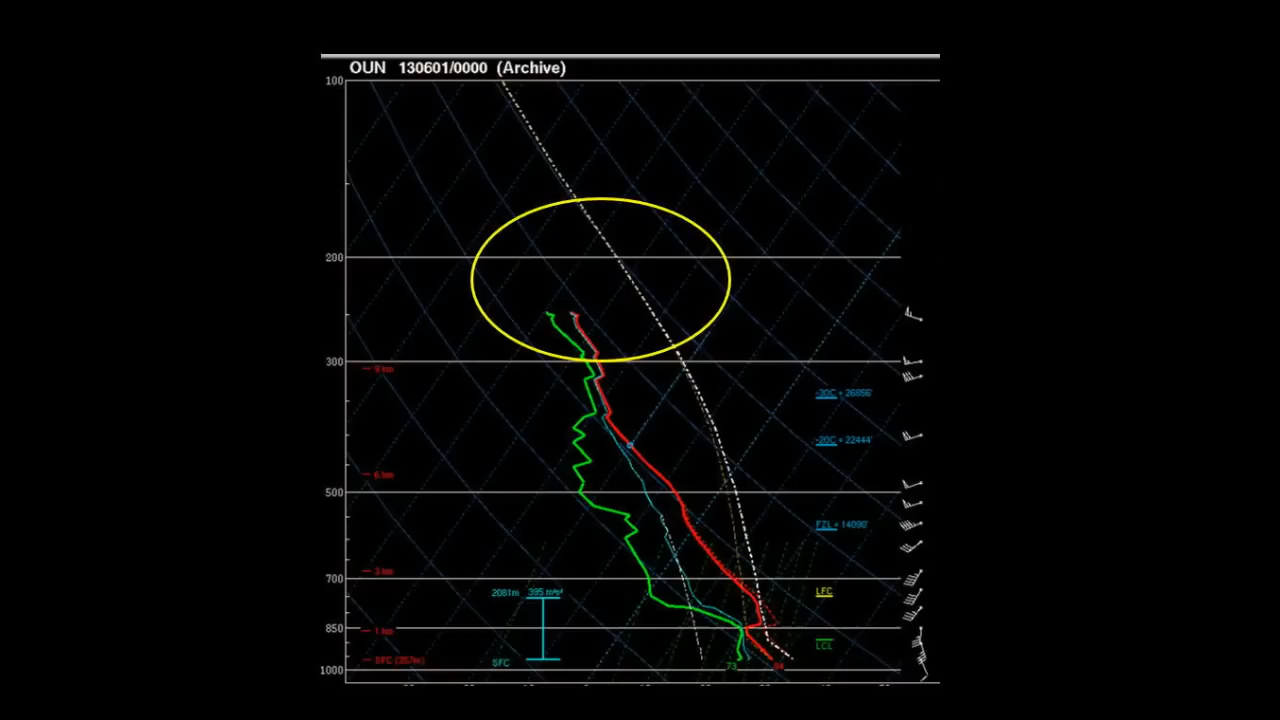 OUN 130601/0000 (Archive)
100
200
300
9 km
-30C = 26856'
-20C = 22444'
6 km
500
FZL = 14090'
3 km
700
2081m 395 m²/s²
LFC
850
1 km
LCL
SFC (357m)
SFC
73
84
1000